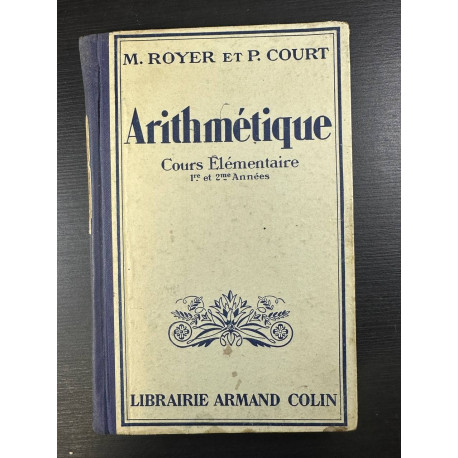 M. ROYER ET P. COURT
Arithmétique
Cours Élémentaire
1re et 2me Années
LIBRAIRIE ARMAND COLIN